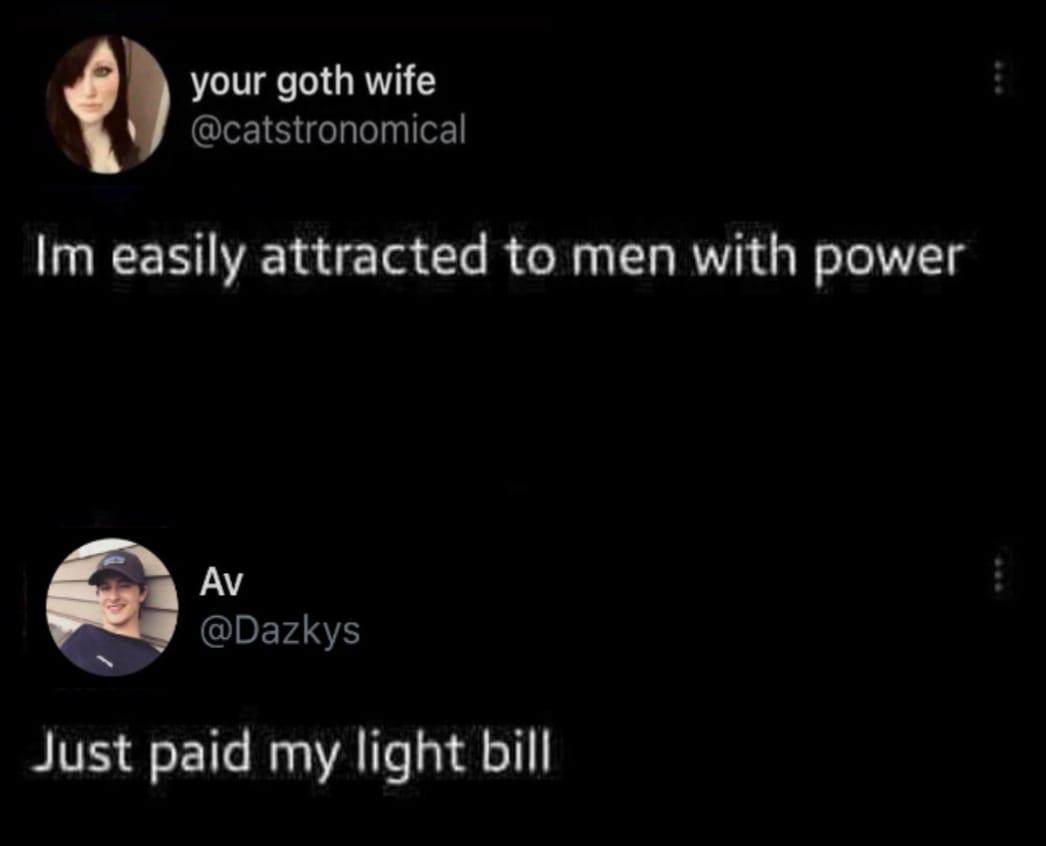 your goth wife
@catstronomical
Im easily attracted to men with power
Av
@Dazkys
Just paid my light bill